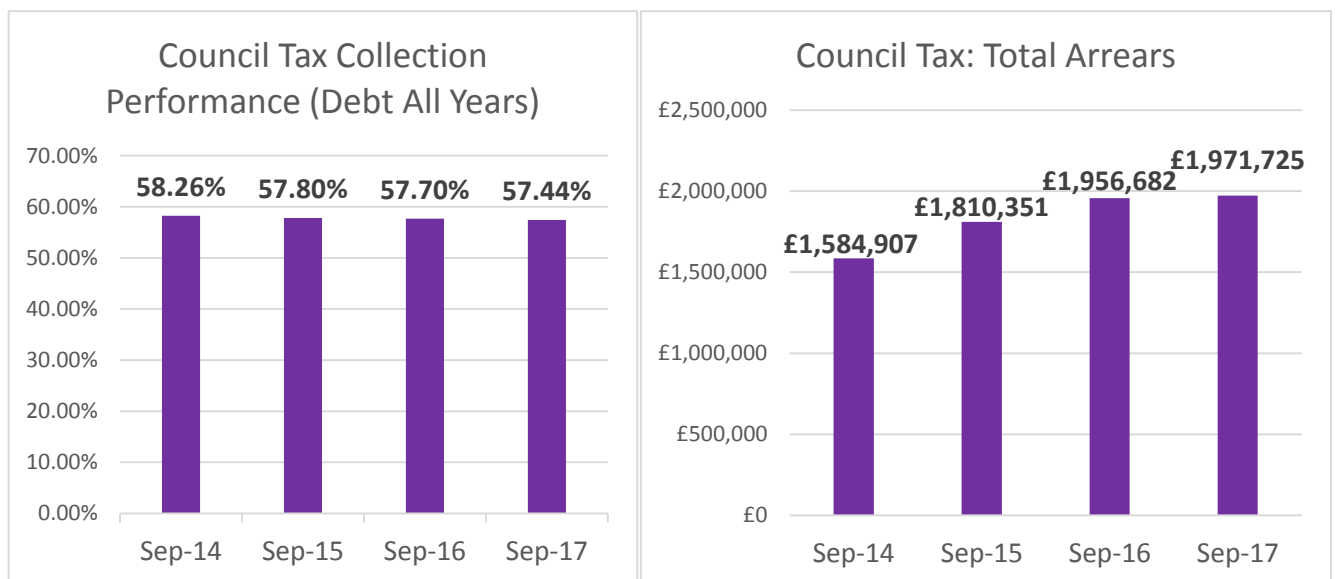 Council Tax Collection
Performance (Debt All Years)
70.00%
60.00%
50.00%
40.00%
30.00%
20.00%
10.00%
0.00%
58.26%
57.80%
57.70%
57.44%
Sep-14
Sep-15
Sep-16
Sep-17
Council Tax: Total Arrears
£2,500,000
£2,000,000
£1,500,000
£1,000,000
£500,000
£0
£1,584,907
£1,810,351
£1,956,682
£1,971,725
Sep-14
Sep-15
Sep-16
Sep-17